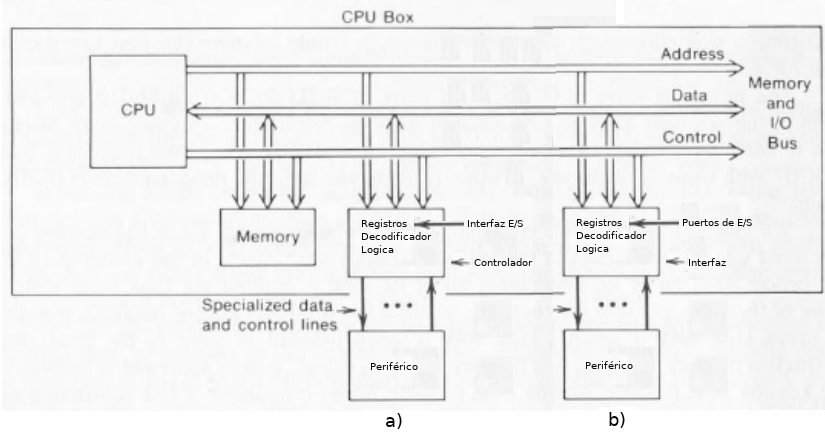 CPU Box
Address
CPU
Data
Memory
and
I/O
Bus
Control
Memory
Registros
Decodificador
Logica
Interfaz E/S
Controlador
Registros
Decodificador
Logica
Puertos de E/S
Interfaz
Specialized data
and control lines
Periférico
Periférico
a)
b)